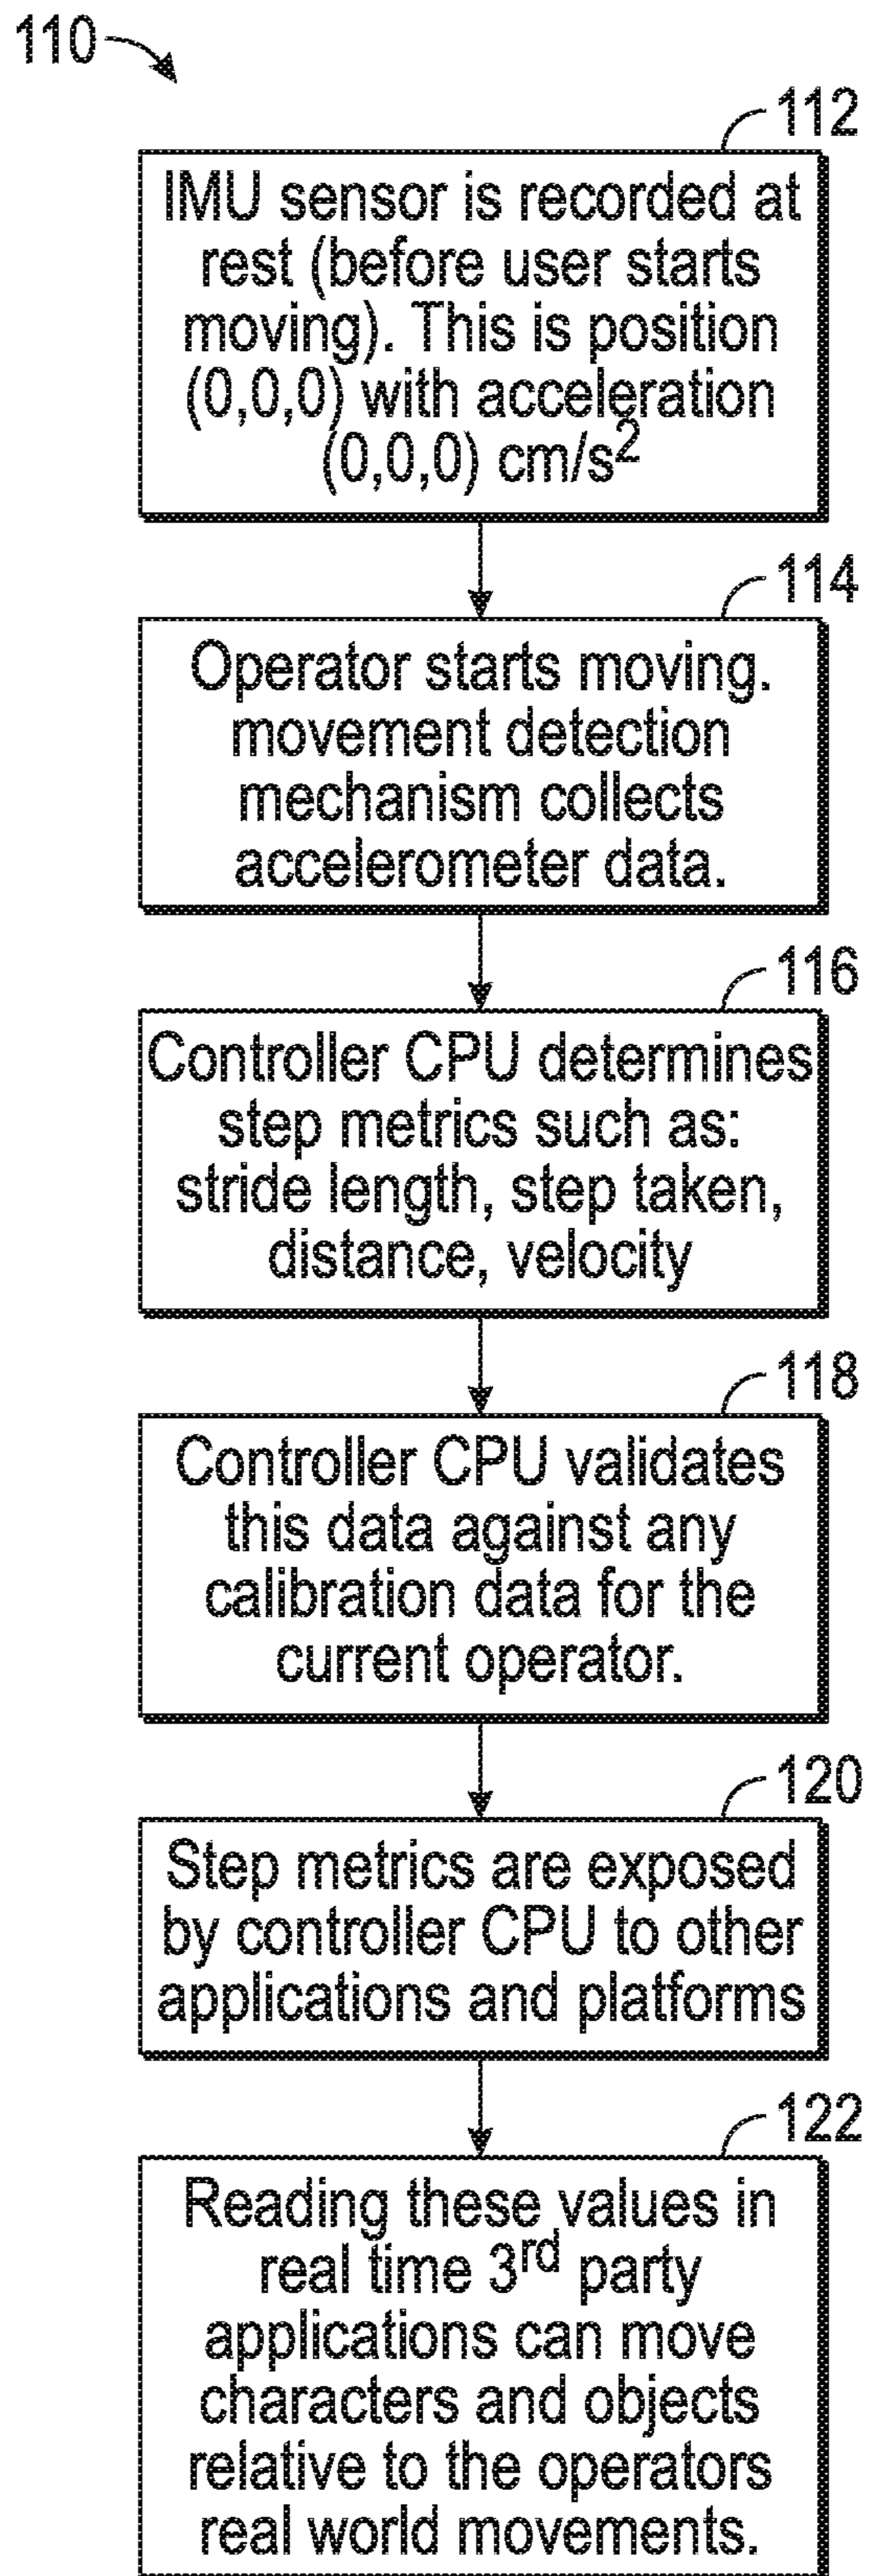 110
112
IMU sensor is recorded at
rest (before user starts
moving). This is position
(0,0,0) with acceleration
(0,0,0) cm/s²
114
Operator starts moving.
movement detection
mechanism collects
accelerometer data.
116
Controller CPU determines
step metrics such as:
stride length, step taken,
distance, velocity
118
Controller CPU validates
this data against any
calibration data for the
current operator.
120
Step metrics are exposed
by controller CPU to other
applications and platforms
122
Reading these values in
real time 3rd party
applications can move
characters and objects
relative to the operators
real world movements.